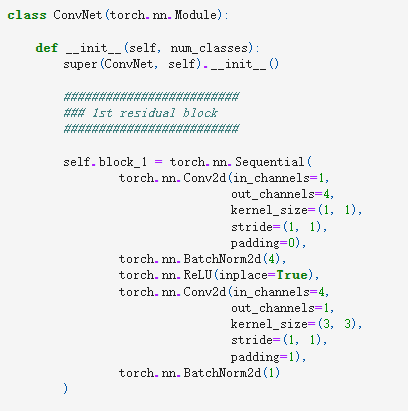 class ConvNet(torch.nn.Module):
    def __init__(self, num_classes):
        super(ConvNet, self).__init__()
        #########################
        ### 1st residual block
        #########################
        self.block_1 = torch.nn.Sequential(
                torch.nn.Conv2d(in_channels=1,
                                out_channels=4,
                                kernel_size=(1, 1),
                                stride=(1, 1),
                                padding=0),
                torch.nn.BatchNorm2d(4),
                torch.nn.ReLU(inplace=True),
                torch.nn.Conv2d(in_channels=4,
                                out_channels=1,
                                kernel_size=(3, 3),
                                stride=(1, 1),
                                padding=1),
                torch.nn.BatchNorm2d(1)
        )